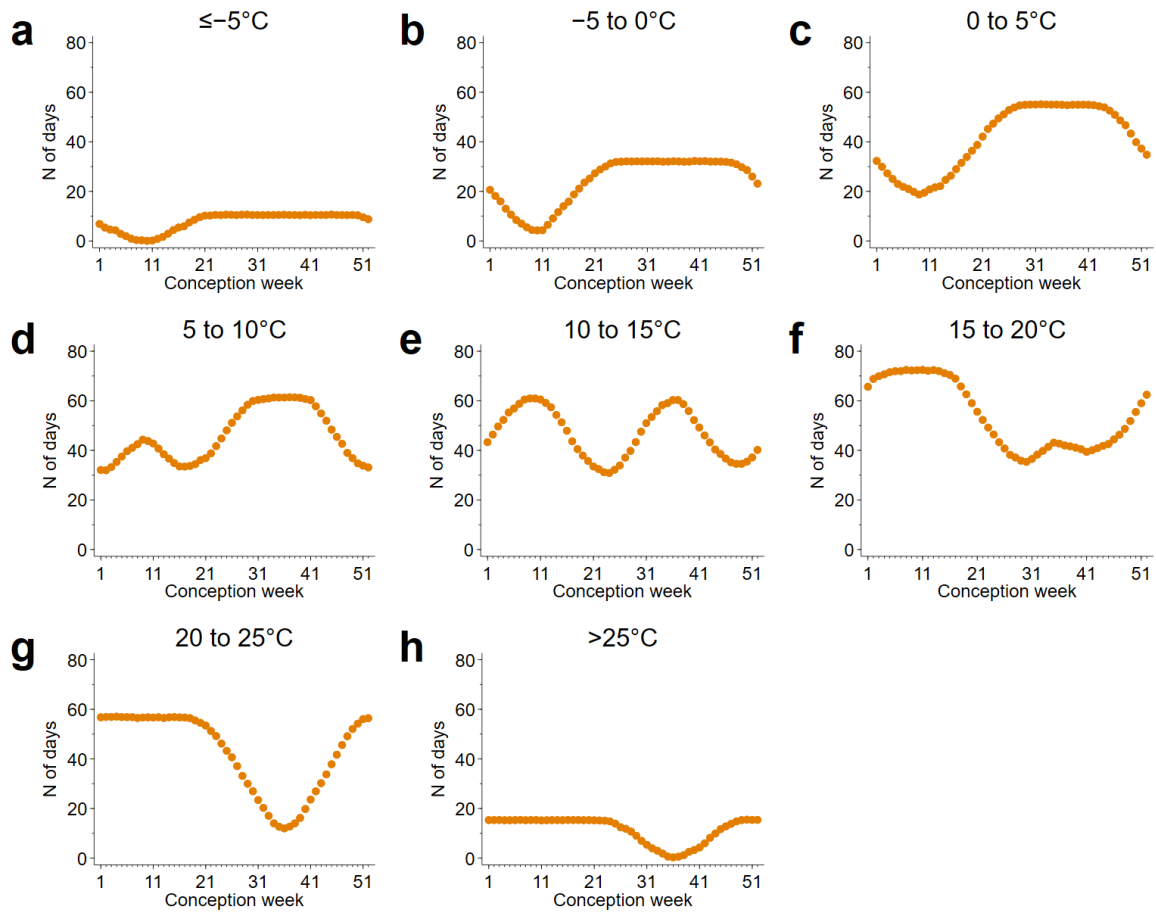 a
≤−5°C
80
60
40
20
0
N of days
1 11 21 31 41 51
Conception week
b
−5 to 0°C
80
60
40
20
0
N of days
1 11 21 31 41 51
Conception week
c
0 to 5°C
80
60
40
20
0
N of days
1 11 21 31 41 51
Conception week
d
5 to 10°C
80
60
40
20
0
N of days
1 11 21 31 41 51
Conception week
e
10 to 15°C
80
60
40
20
0
N of days
1 11 21 31 41 51
Conception week
f
15 to 20°C
80
60
40
20
0
N of days
1 11 21 31 41 51
Conception week
g
20 to 25°C
80
60
40
20
0
N of days
1 11 21 31 41 51
Conception week
h
>25°C
80
60
40
20
0
N of days
1 11 21 31 41 51
Conception week